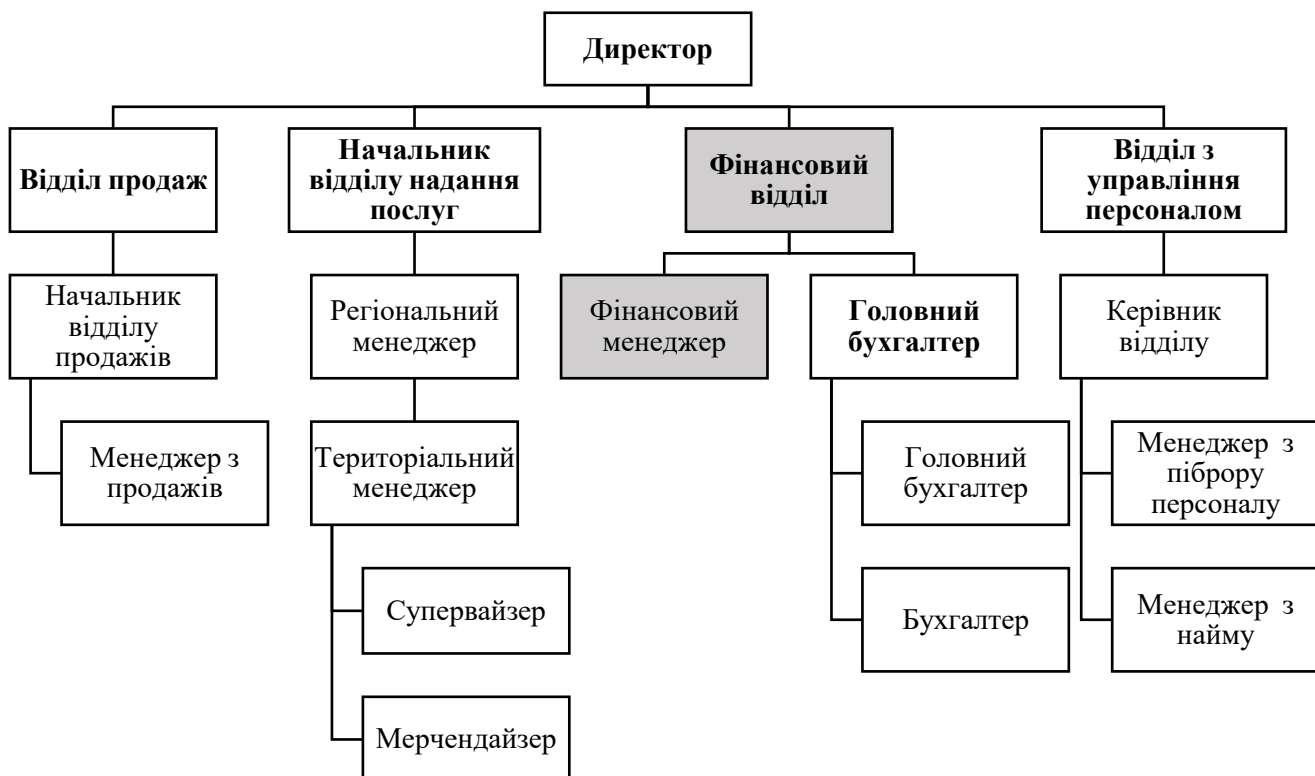 Директор
Відділ продаж
Начальник
відділу надання
послуг
Фінансовий
відділ
Відділ з
управління
персоналом
Начальник
відділу
продажів
Регіональний
менеджер
Фінансовий
менеджер
Головний
бухгалтер
Керівник
відділу
Менеджер з
продажів
Територіальний
менеджер
Головний
бухгалтер
Менеджер з
піброру
персоналу
Супервайзер
Бухгалтер
Менеджер з
найму
Мерчендайзер